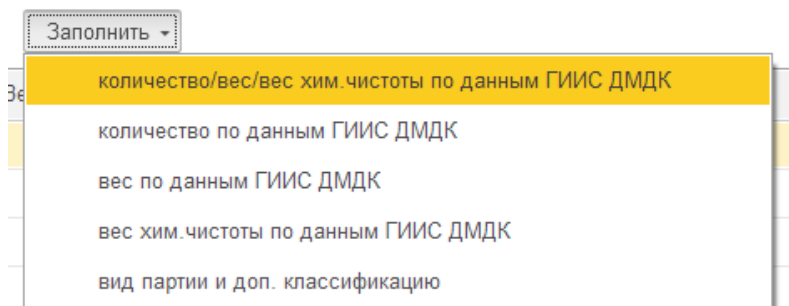 Заполнить
количество/вес/вес хим.чистоты по данным ГИИС ДМДК
количество по данным ГИИС ДМДК
вес по данным ГИИС ДМДК
вес хим.чистоты по данным ГИИС ДМДК
вид партии и доп. классификацию